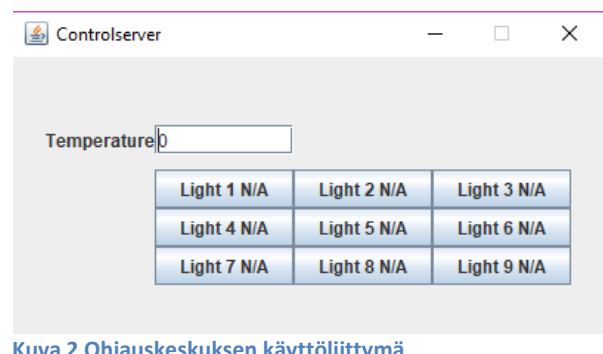 Controlserver
Temperature 0
Light 1 N/A Light 2 N/A Light 3 N/A
Light 4 N/A Light 5 N/A Light 6 N/A
Light 7 N/A Light 8 N/A Light 9 N/A
Kuva 2 Ohjauskeskuksen käyttöliittymä